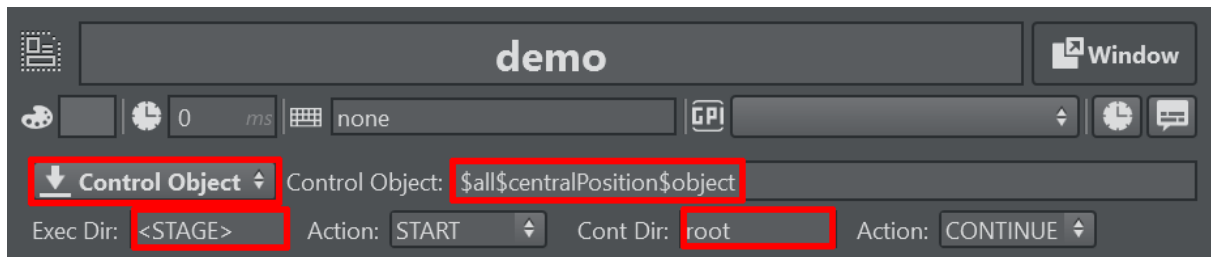 demo
Window
0 ms none GPI
Control Object Control Object: $all$centralPosition$object
Exec Dir: <STAGE> Action: START Cont Dir: root Action: CONTINUE